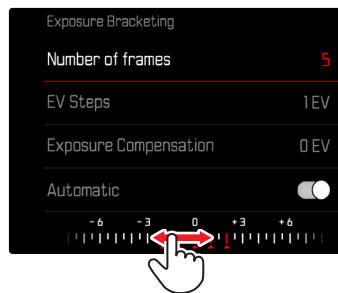 Exposure Bracketing
Number of frames 5
EV Steps 1 EV
Exposure Compensation 0 EV
Automatic
-6 -3 0 +3 +6